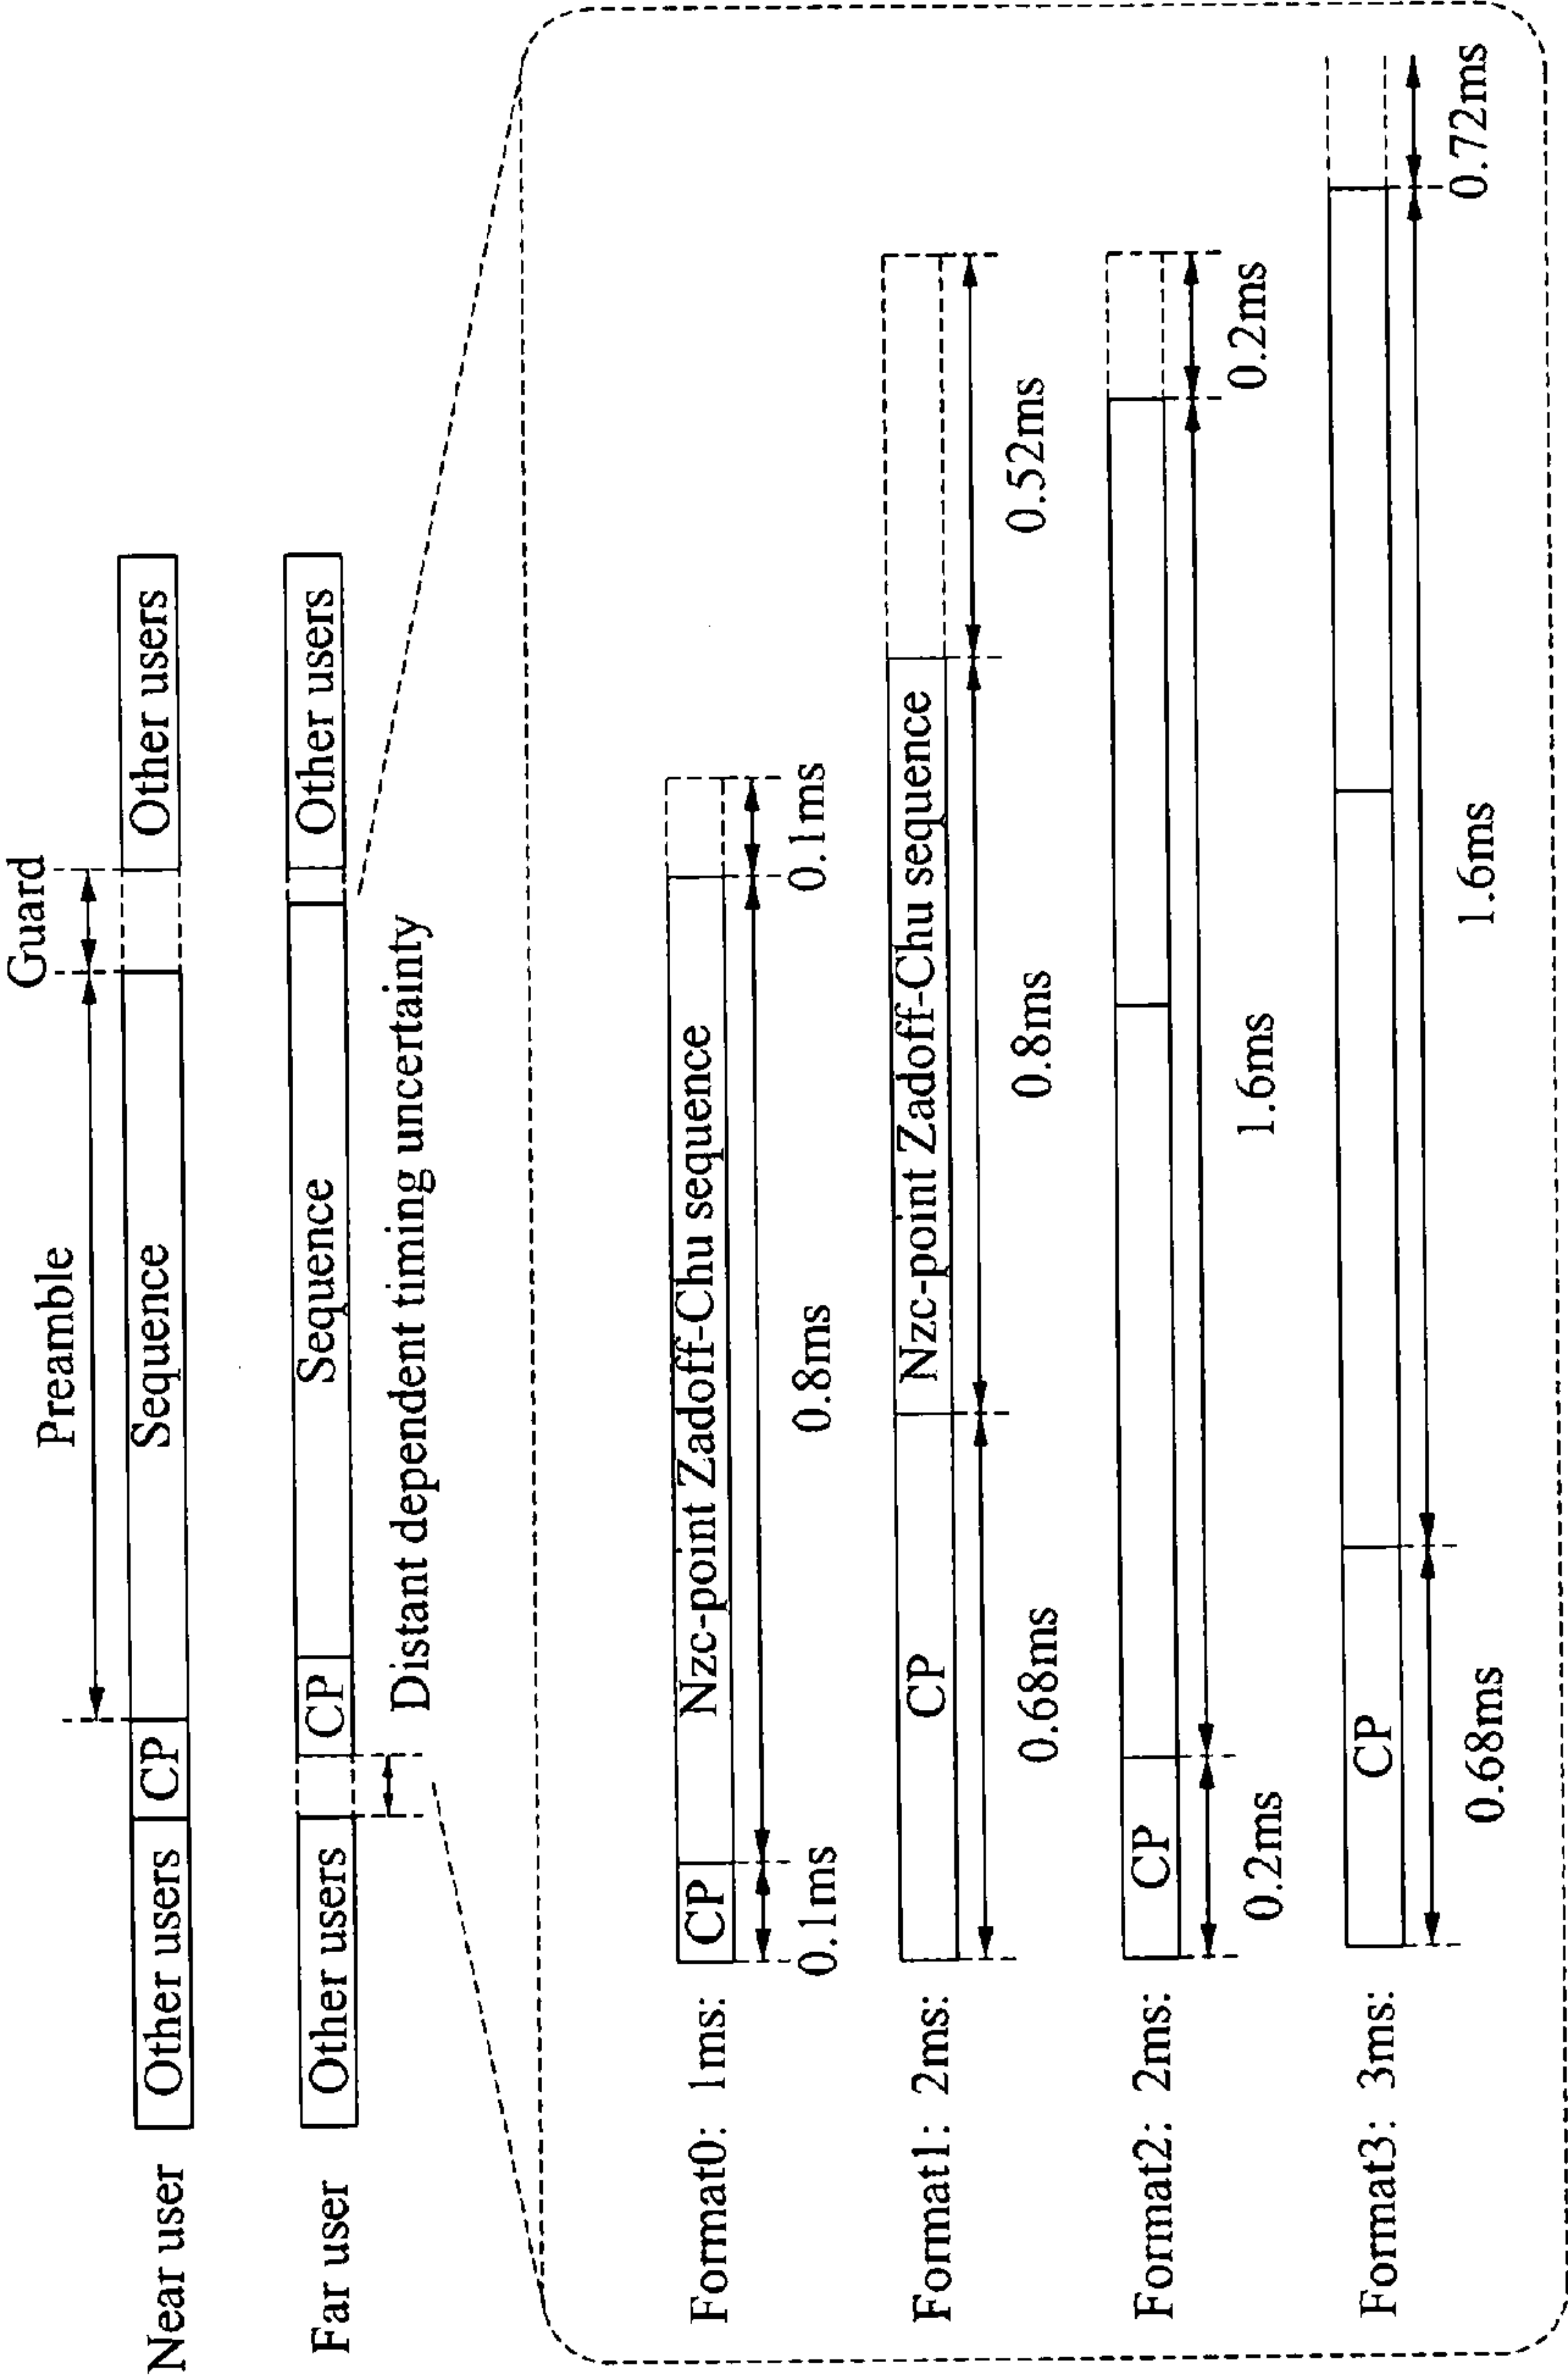 Preamble
Guard
Near user
Other users
CP
Sequence
Other users
Far user
Other users
CP
Sequence
Other users
Distant dependent timing uncertainty
Format0: 1ms:
CP
Nzc-point Zadoff-Chu sequence
0.1ms
0.8ms
0.1ms
Format1: 2ms:
CP
Nzc-point Zadoff-Chu sequence
0.68ms
0.8ms
0.52ms
Format2: 2ms:
CP
0.2ms
1.6ms
0.2ms
Format3: 3ms:
CP
0.68ms
1.6ms
0.72ms